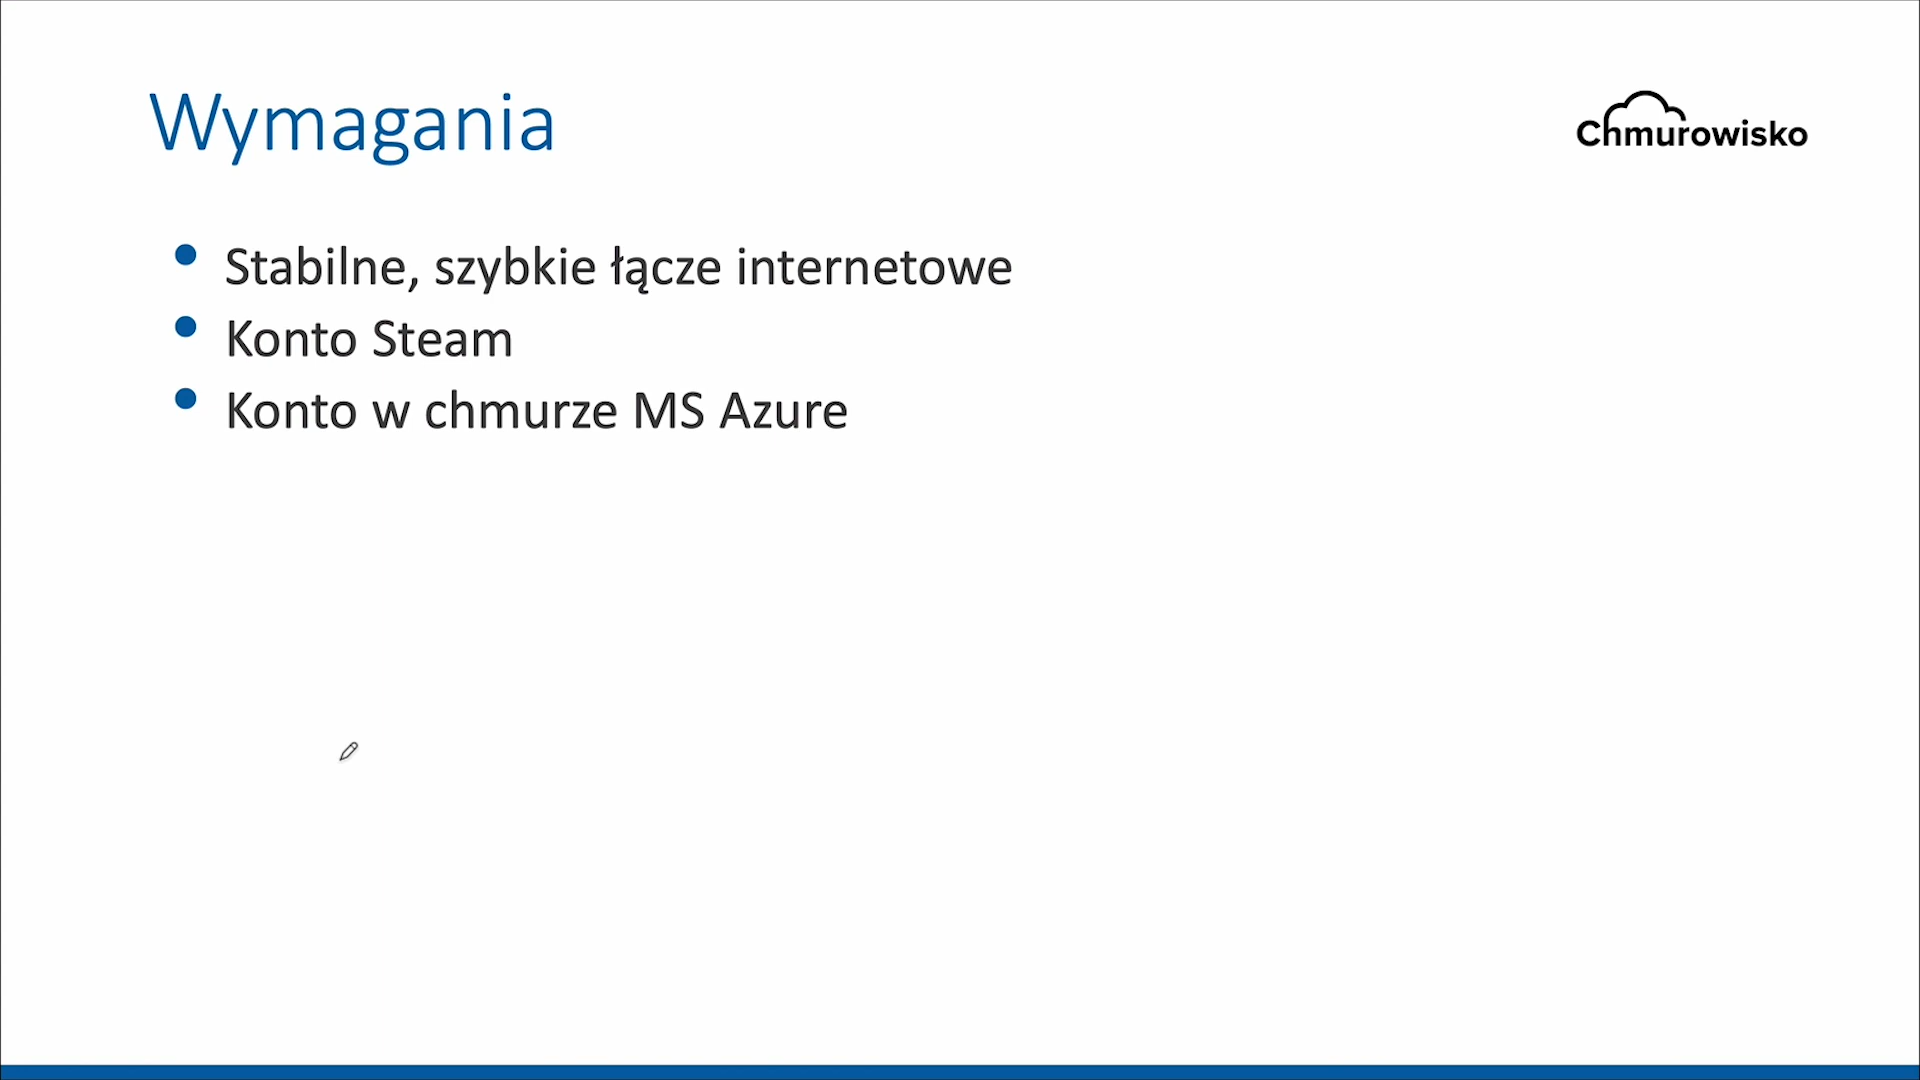 Wymagania
Chmurowisko
Stabilne, szybkie łącze internetowe
Konto Steam
Konto w chmurze MS Azure